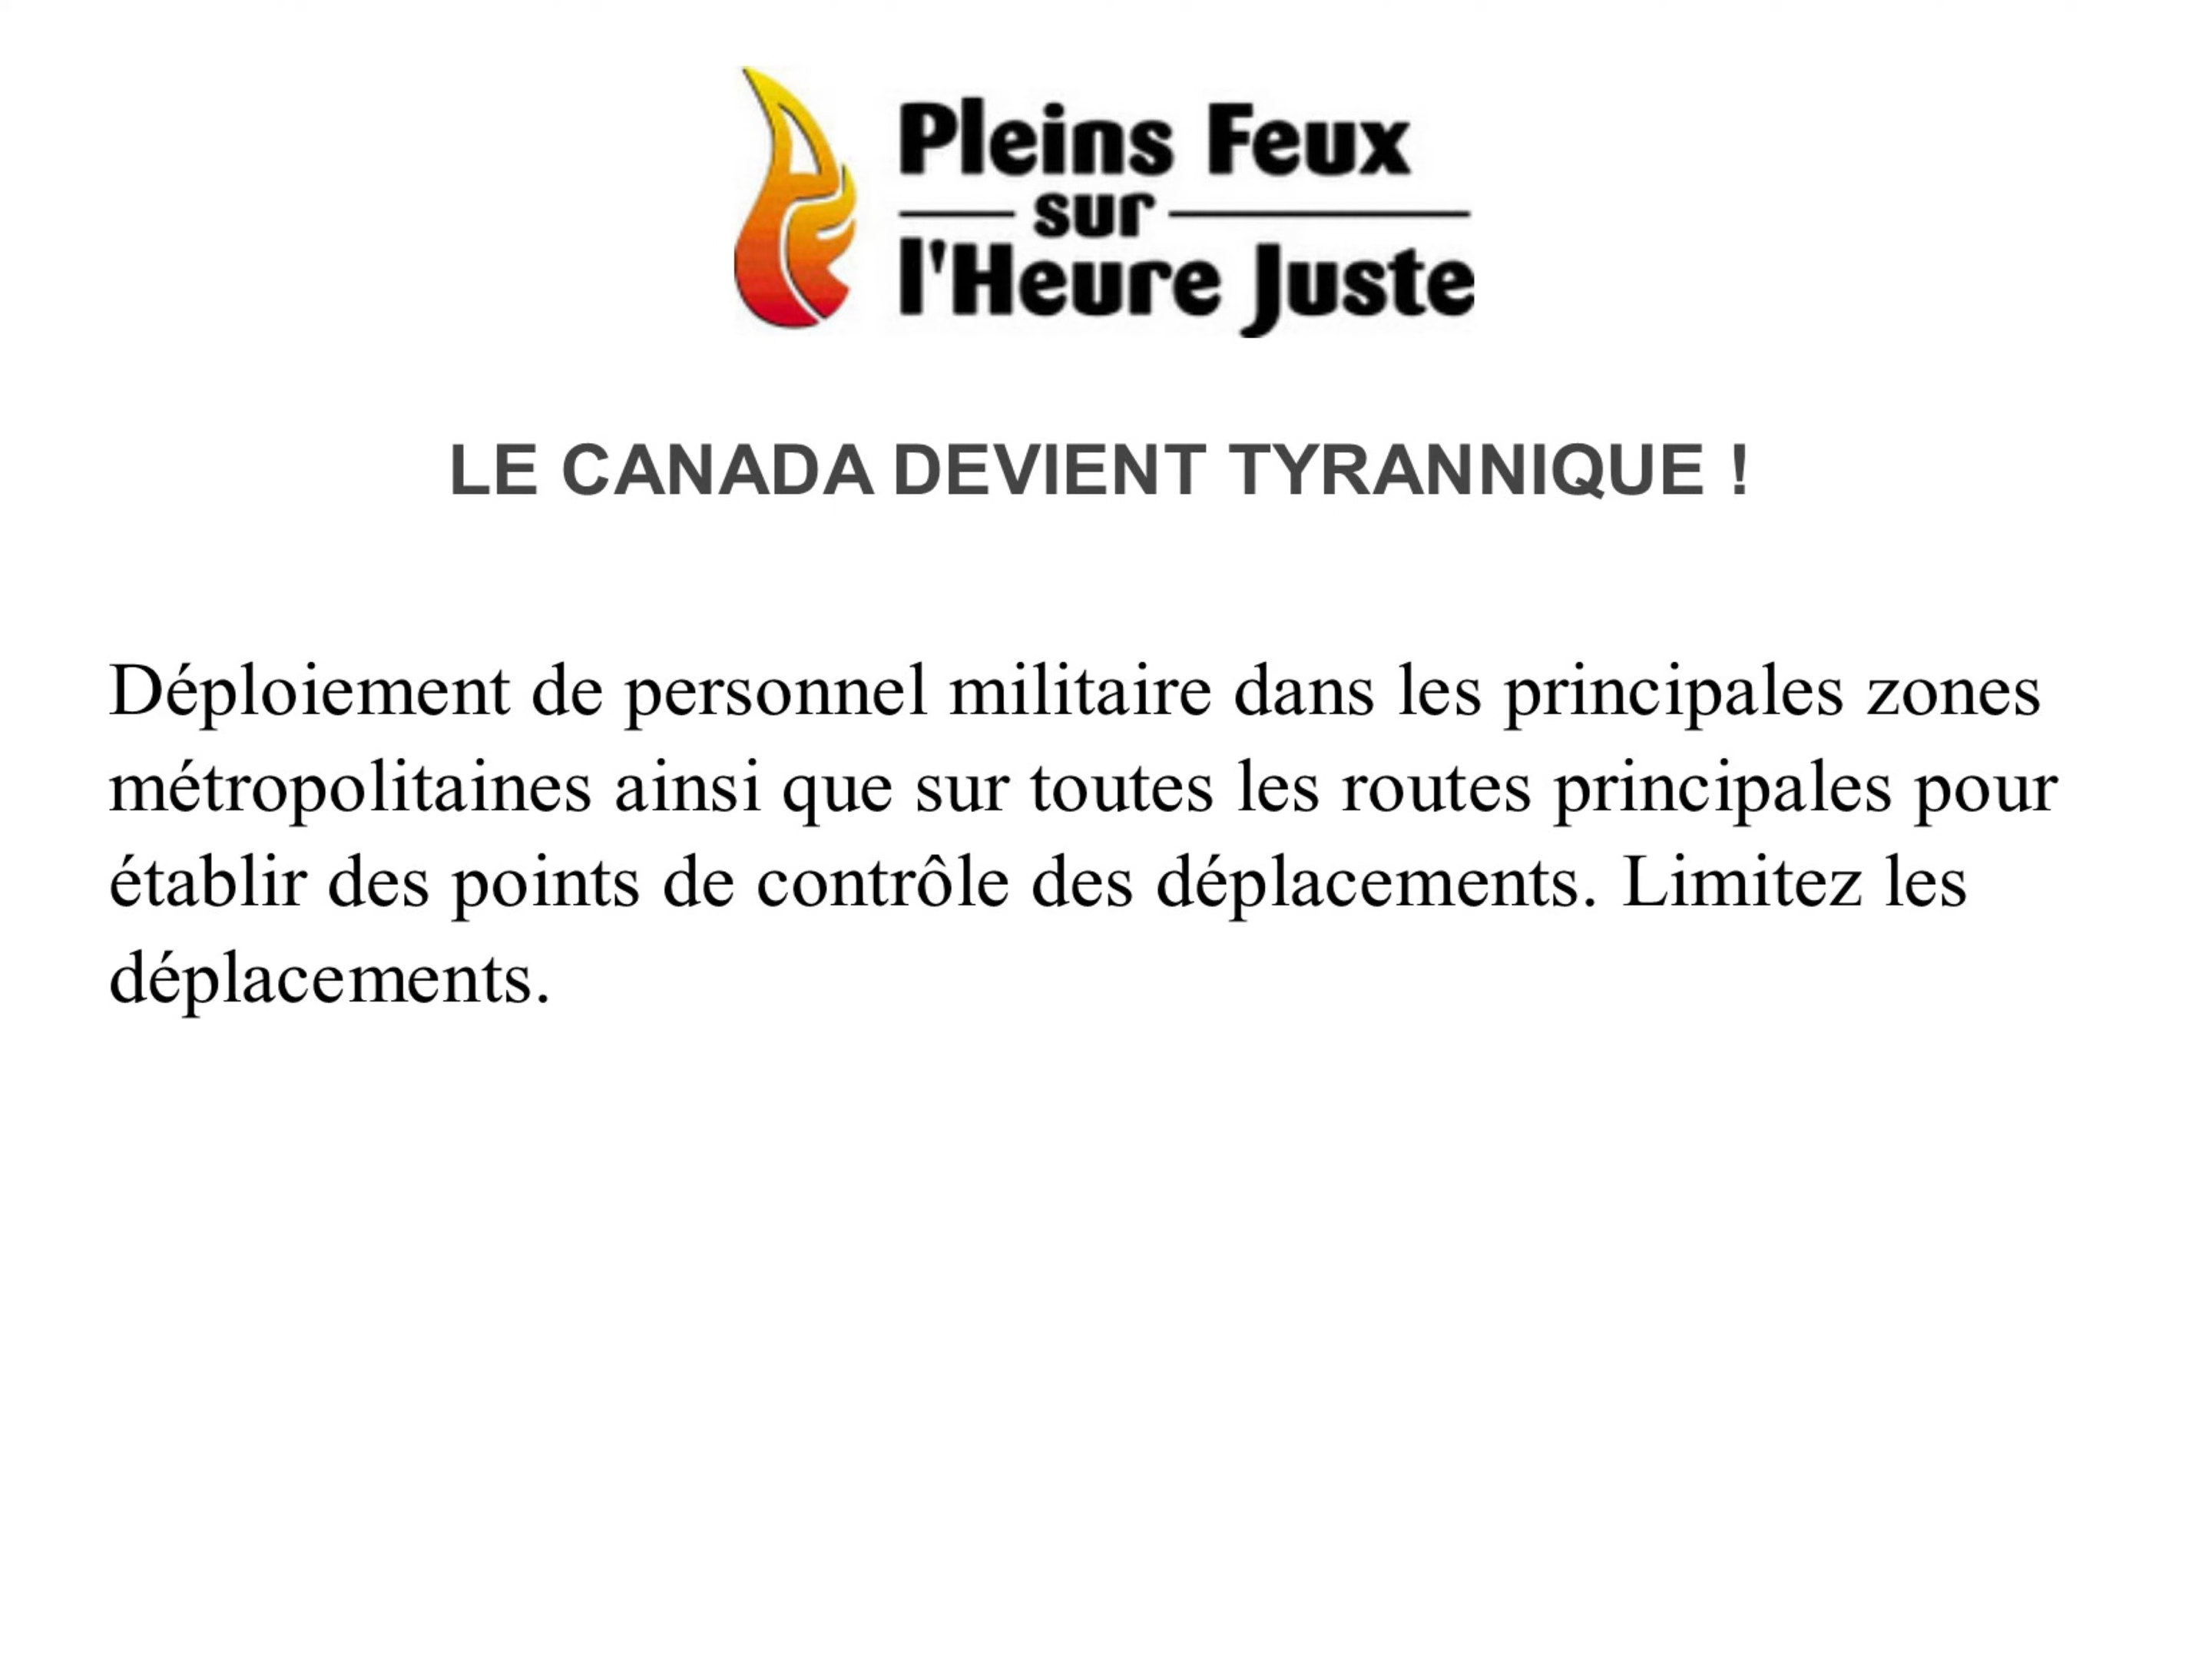 Pleins Feux
sur
l'Heure Juste
LE CANADA DEVIENT TYRANNIQUE !
Déploiement de personnel militaire dans les principales zones
métropolitaines ainsi que sur toutes les routes principales pour
établir des points de contrôle des déplacements. Limitez les
déplacements.